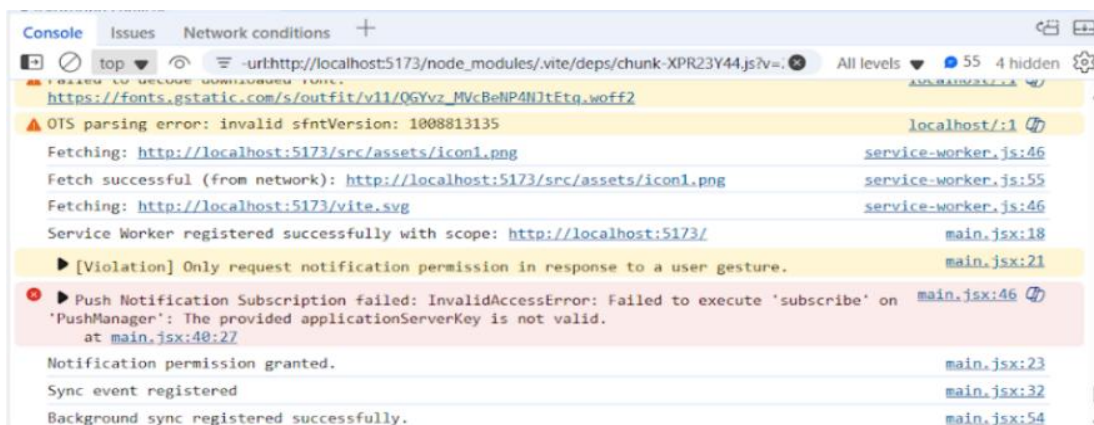 Console Issues Network conditions
top -url:http://localhost:5173/node_modules/.vite/deps/chunk-XPR23Y44.js?v=: All levels 55 4 hidden
Failed to decode downloaded font: localhost/:1
https://fonts.gstatic.com/s/outfit/v11/QGYvz_MVcBeNP4NJtEtq.woff2
OTS parsing error: invalid sfntVersion: 1008813135 localhost/:1
Fetching: http://localhost:5173/src/assets/icon1.png service-worker.js:46
Fetch successful (from network): http://localhost:5173/src/assets/icon1.png service-worker.js:55
Fetching: http://localhost:5173/vite.svg service-worker.js:46
Service Worker registered successfully with scope: http://localhost:5173/ main.jsx:18
[Violation] Only request notification permission in response to a user gesture. main.jsx:21
Push Notification Subscription failed: InvalidAccessError: Failed to execute 'subscribe' on main.jsx:46
'PushManager': The provided applicationServerKey is not valid.
at main.jsx:40:27
Notification permission granted. main.jsx:23
Sync event registered main.jsx:32
Background sync registered successfully. main.jsx:54